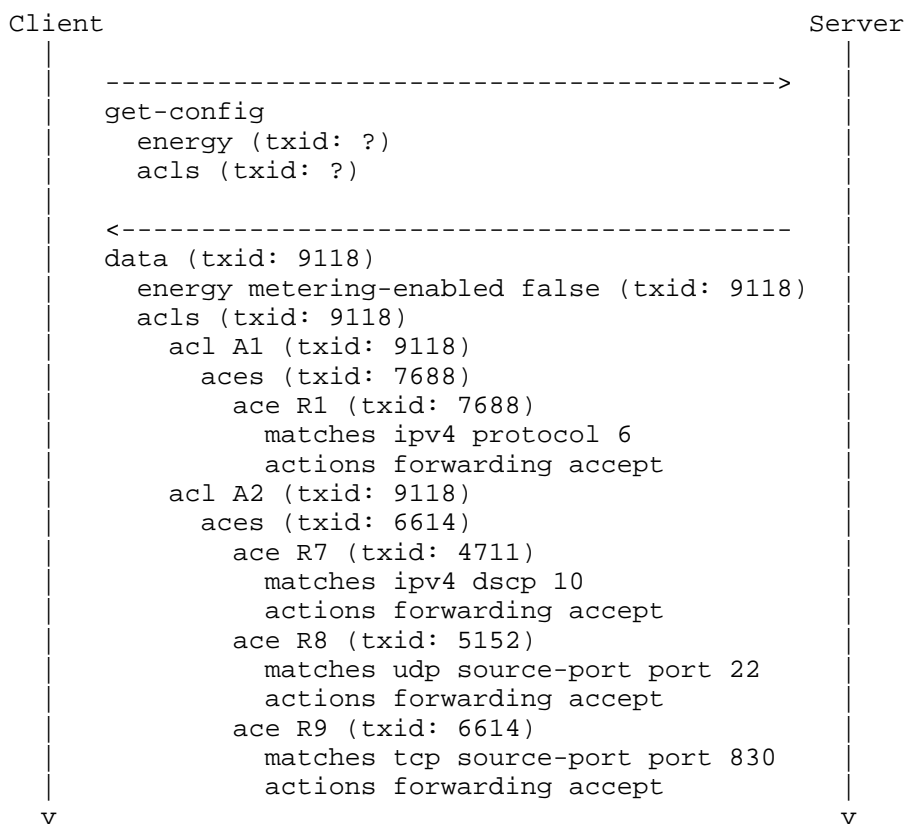 Client                                            Server
  |                                                 |
  |   ------------------------------------------>   |
  |   get-config                                    |
  |     energy (txid: ?)                            |
  |     acls (txid: ?)                              |
  |                                                 |
  |   <------------------------------------------   |
  |   data (txid: 9118)                             |
  |     energy metering-enabled false (txid: 9118)  |
  |     acls (txid: 9118)                           |
  |       acl A1 (txid: 9118)                       |
  |         aces (txid: 7688)                       |
  |           ace R1 (txid: 7688)                   |
  |             matches ipv4 protocol 6             |
  |             actions forwarding accept           |
  |       acl A2 (txid: 9118)                       |
  |         aces (txid: 6614)                       |
  |           ace R7 (txid: 4711)                   |
  |             matches ipv4 dscp 10                |
  |             actions forwarding accept           |
  |           ace R8 (txid: 5152)                   |
  |             matches udp source-port port 22     |
  |             actions forwarding accept           |
  |           ace R9 (txid: 6614)                   |
  |             matches tcp source-port port 830    |
  |             actions forwarding accept           |
  v                                                 v